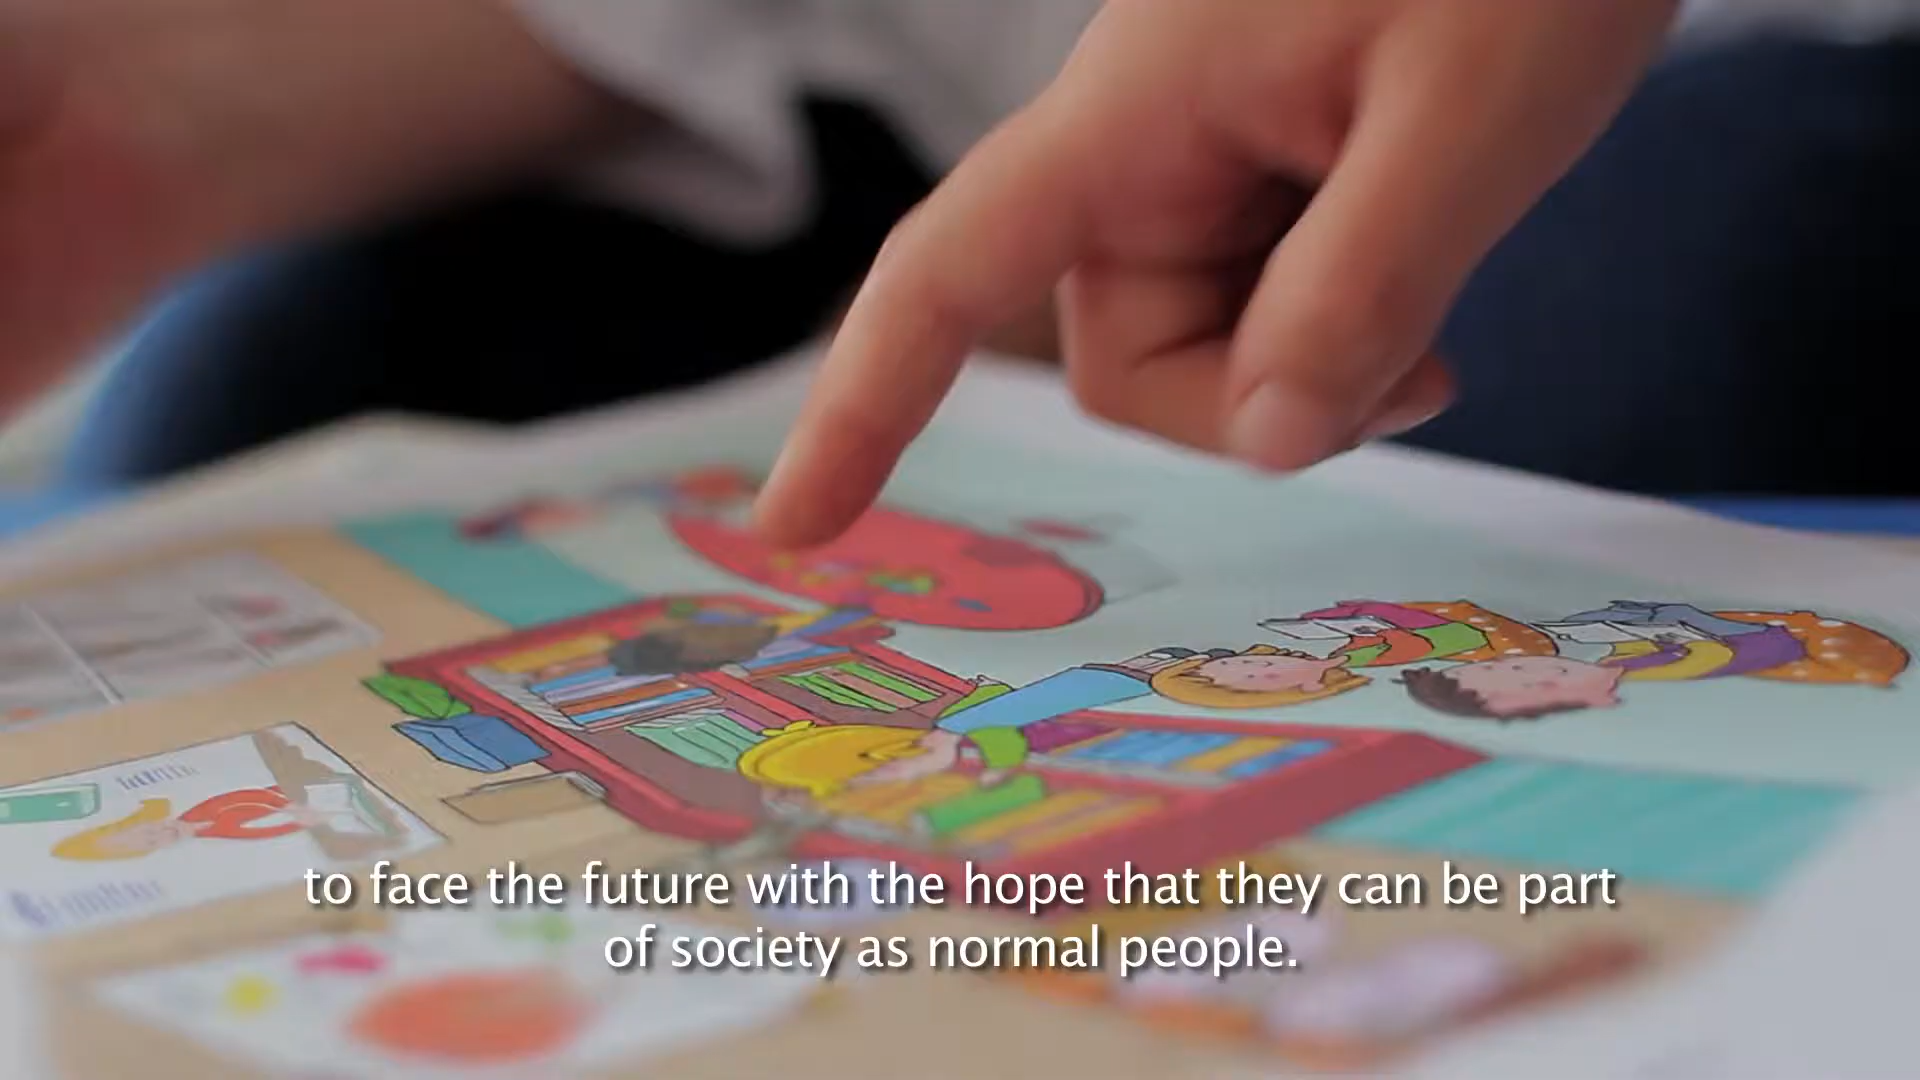 to face the future with the hope that they can be part
of society as normal people.